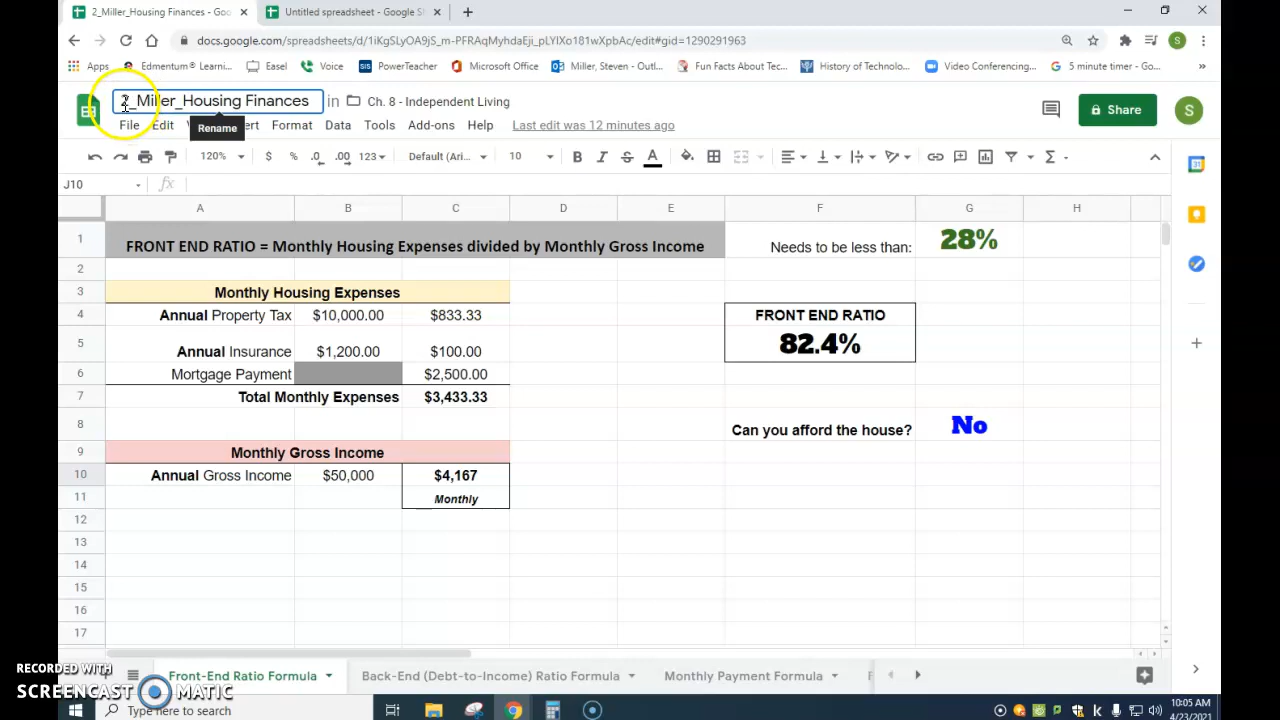 2_Miller_Housing Finances - Goo
Untitled spreadsheet - Google Sh
docs.google.com/spreadsheets/d/1iKgSLyOA9jS_m-PFRAqMyhdaEji_pLYlXo181wXpbAc/edit#gid=1290291963
Apps
Edmentum® Learni...
Easel
Voice
SIS PowerTeacher
Microsoft Office
Miller, Steven - Outl...
Fun Facts About Tec...
History of Technolo...
Video Conferencing,...
5 minute timer - Go...
2_Miller_Housing Finances in Ch. 8 - Independent Living
Share
S
File Edit V ert Format Data Tools Add-ons Help Last edit was 12 minutes ago
Rename
120% $ % .0 .00 123 Default (Ari... 10 B I S A
J10 fx
A B C D E F G H
1 FRONT END RATIO = Monthly Housing Expenses divided by Monthly Gross Income Needs to be less than: 28%
2
3 Monthly Housing Expenses
4 Annual Property Tax $10,000.00 $833.33 FRONT END RATIO
5 Annual Insurance $1,200.00 $100.00 82.4%
6 Mortgage Payment $2,500.00
7 Total Monthly Expenses $3,433.33
8 Can you afford the house? No
9 Monthly Gross Income
10 Annual Gross Income $50,000 $4,167
11 Monthly
12
13
14
15
16
17
Front-End Ratio Formula Back-End (Debt-to-Income) Ratio Formula Monthly Payment Formula
RECORDED WITH
SCREENCAST MATIC
Type here to search
10:05 AM
4/23/2021